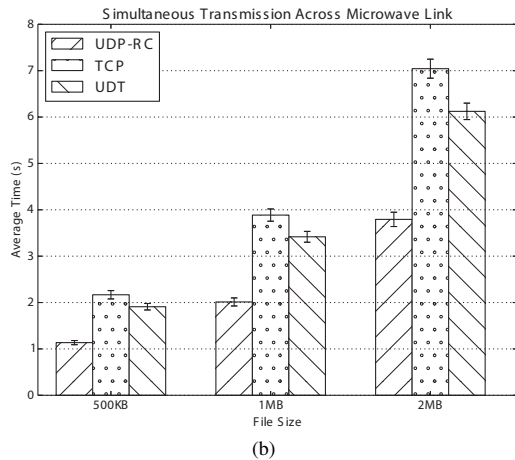 Simultaneous Transmission Across Microwave Link
8
7
6
5
4
3
2
1
0
Average Time (s)
UDP-RC
TCP
UDT
500KB
1MB
2MB
File Size
(b)